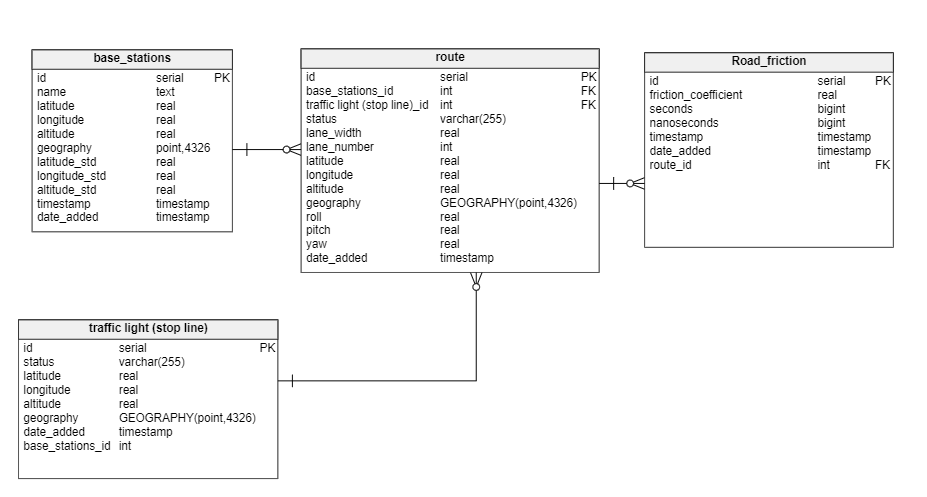 base_stations
id serial PK
name text
latitude real
longitude real
altitude real
geography point,4326
latitude_std real
longitude_std real
altitude_std real
timestamp timestamp
date_added timestamp
route
id serial PK
base_stations_id int FK
traffic light (stop line)_id int FK
status varchar(255)
lane_width real
lane_number int
latitude real
longitude real
altitude real
geography GEOGRAPHY(point,4326)
roll real
pitch real
yaw real
date_added timestamp
Road_friction
id serial PK
friction_coefficient real
seconds bigint
nanoseconds bigint
timestamp timestamp
date_added timestamp
route_id int FK
traffic light (stop line)
id serial PK
status varchar(255)
latitude real
longitude real
altitude real
geography GEOGRAPHY(point,4326)
date_added timestamp
base_stations_id int